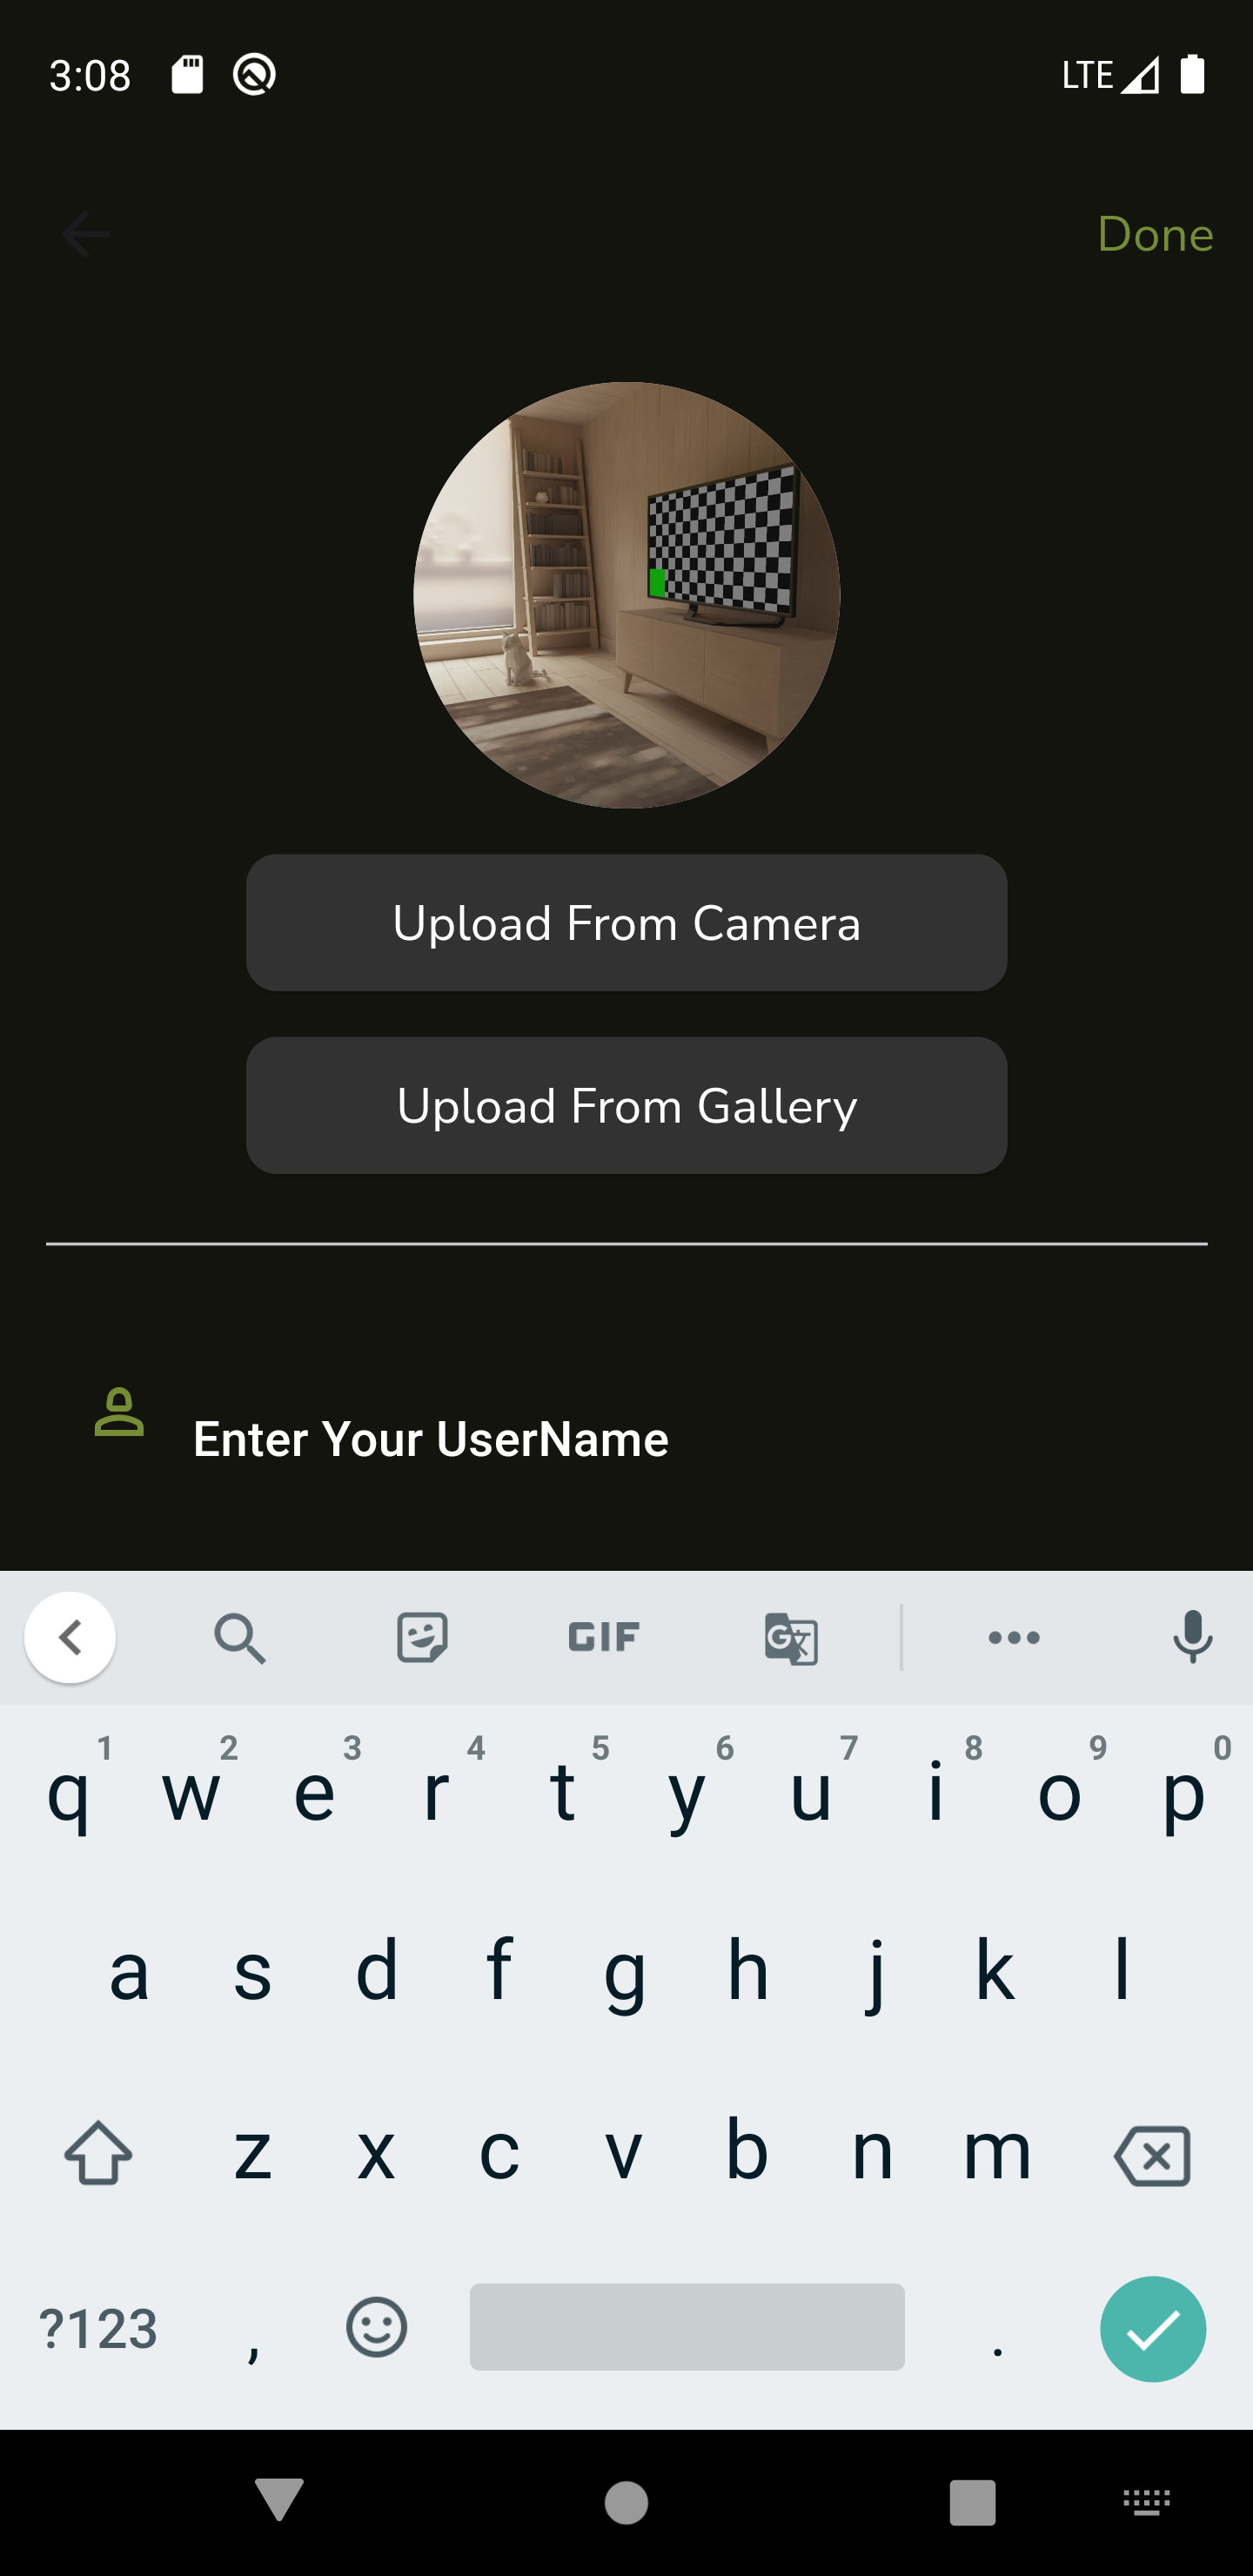 3:08 LTE
Done
Upload From Camera
Upload From Gallery
Enter Your UserName
GIF G 文
1 2 3 4 5 6 7 8 9 0
q w e r t y u i o p
a s d f g h j k l
z x c v b n m
?123 , .